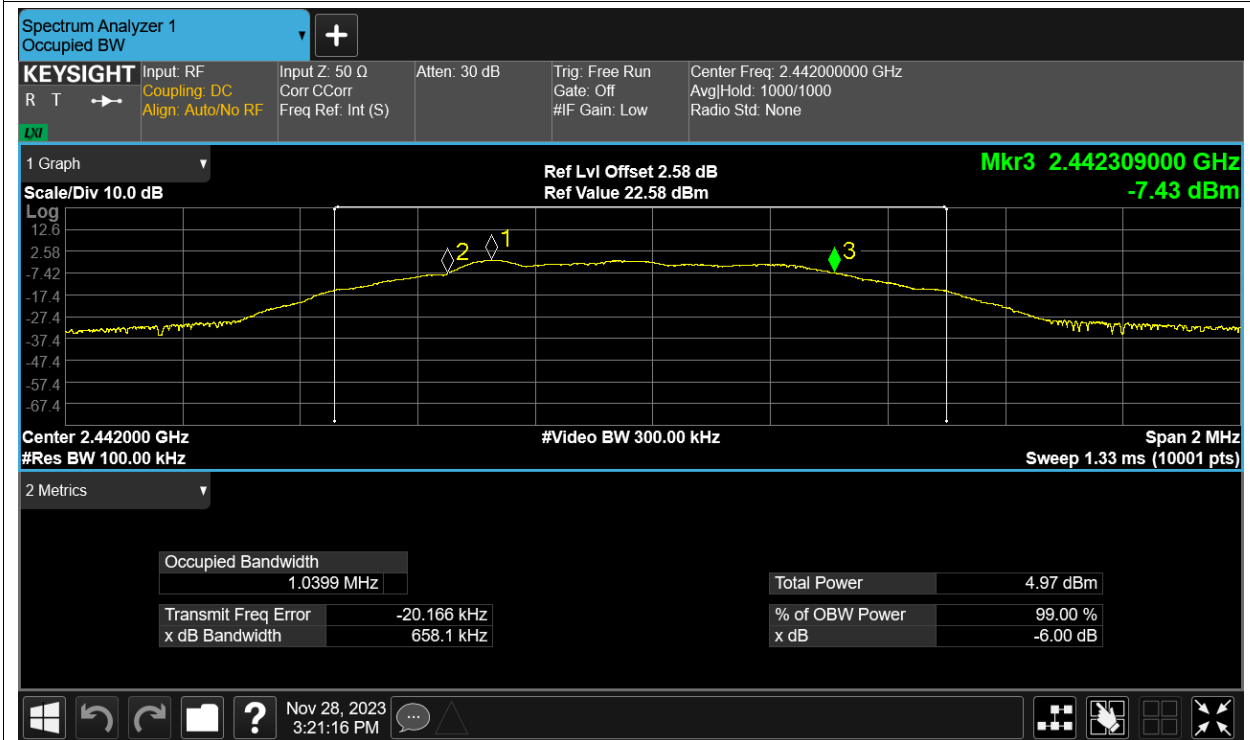 Spectrum Analyzer 1
Occupied BW
KEYSIGHT
R T
LXI
Input: RF
Coupling: DC
Align: Auto/No RF
Input Z: 50 Ω
Corr CCorr
Freq Ref: Int (S)
Atten: 30 dB
Trig: Free Run
Gate: Off
#IF Gain: Low
Center Freq: 2.442000000 GHz
Avg|Hold: 1000/1000
Radio Std: None
1 Graph
Scale/Div 10.0 dB
Ref Lvl Offset 2.58 dB
Ref Value 22.58 dBm
Mkr3 2.442309000 GHz
-7.43 dBm
Log
12.6
2.58
-7.42
-17.4
-27.4
-37.4
-47.4
-57.4
-67.4
2
1
3
Center 2.442000 GHz
#Res BW 100.00 kHz
#Video BW 300.00 kHz
Span 2 MHz
Sweep 1.33 ms (10001 pts)
2 Metrics
Occupied Bandwidth
1.0399 MHz
Transmit Freq Error -20.166 kHz
x dB Bandwidth 658.1 kHz
Total Power 4.97 dBm
% of OBW Power 99.00 %
x dB -6.00 dB
?
Nov 28, 2023
3:21:16 PM